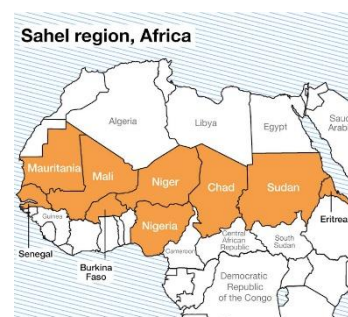 Sahel region, Africa
Algeria
Libya
Egypt
Saudi
Arab
Mauritania
Mali
Niger
Chad
Sudan
Eritrea
Guinea
Nigeria
Senegal
Burkina
Faso
Cameroon
Central
African
Republic
South
Sudan
Democratic
Republic
of the Congo